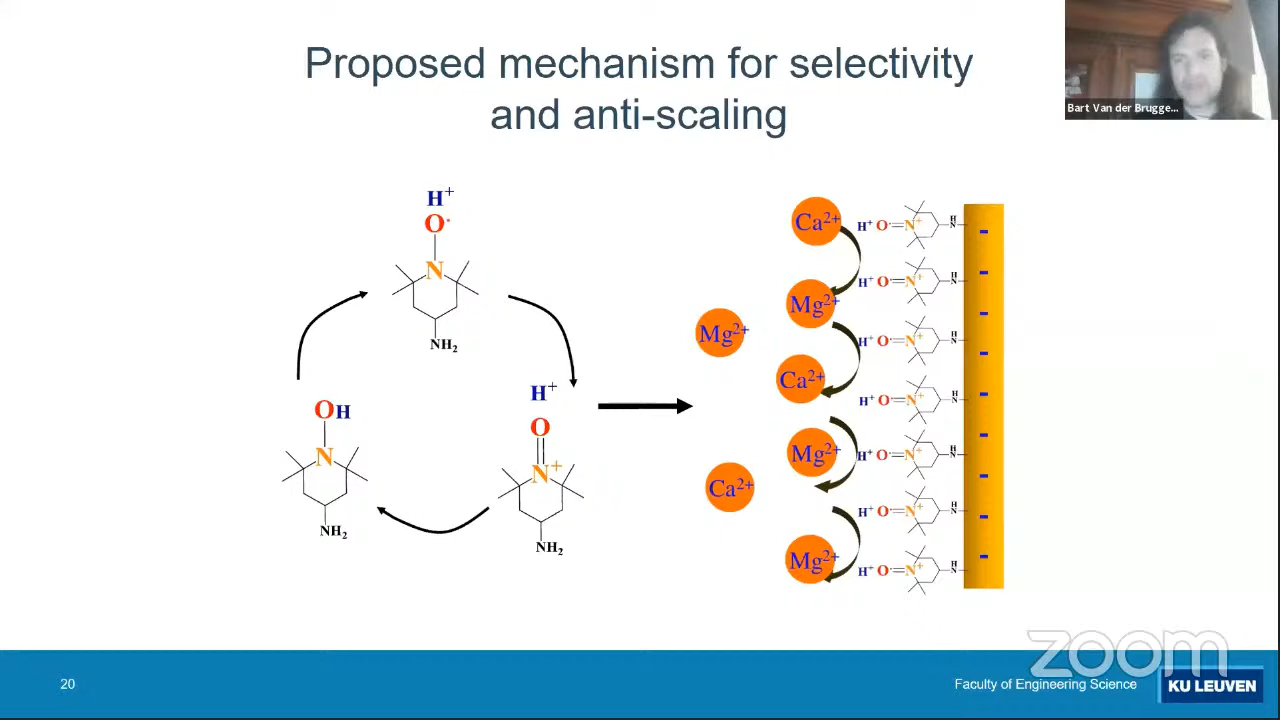 Proposed mechanism for selectivity
and anti-scaling
Bart Van der Brugge...
H+
O·
N
NH₂
OH
N
NH₂
H+
O
N+
NH₂
Ca²⁺
Mg²⁺
Mg²⁺
Ca²⁺
Mg²⁺
Ca²⁺
Mg²⁺
H+ O·=N+ H N -
H+ O·=N+ H N -
H+ O·=N+ H N -
H+ O·=N+ H N -
H+ O·=N+ H N -
H+ O·=N+ H N -
H+ O·=N+ H N -
-
zoom
20
Faculty of Engineering Science
KU LEUVEN